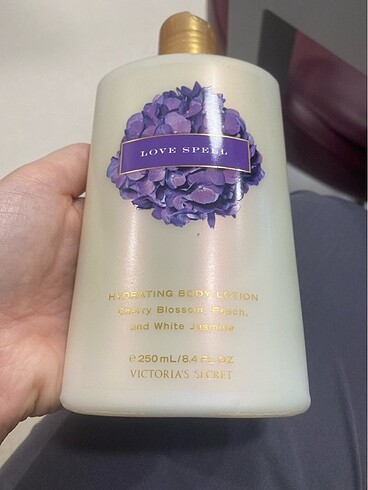 LOVE SPELL
HYDRATING BODY LOTION
Cherry Blossom, Peach,
and White Jasmine
℮ 250 mL/8.4 FL OZ
VICTORIA'S SECRET